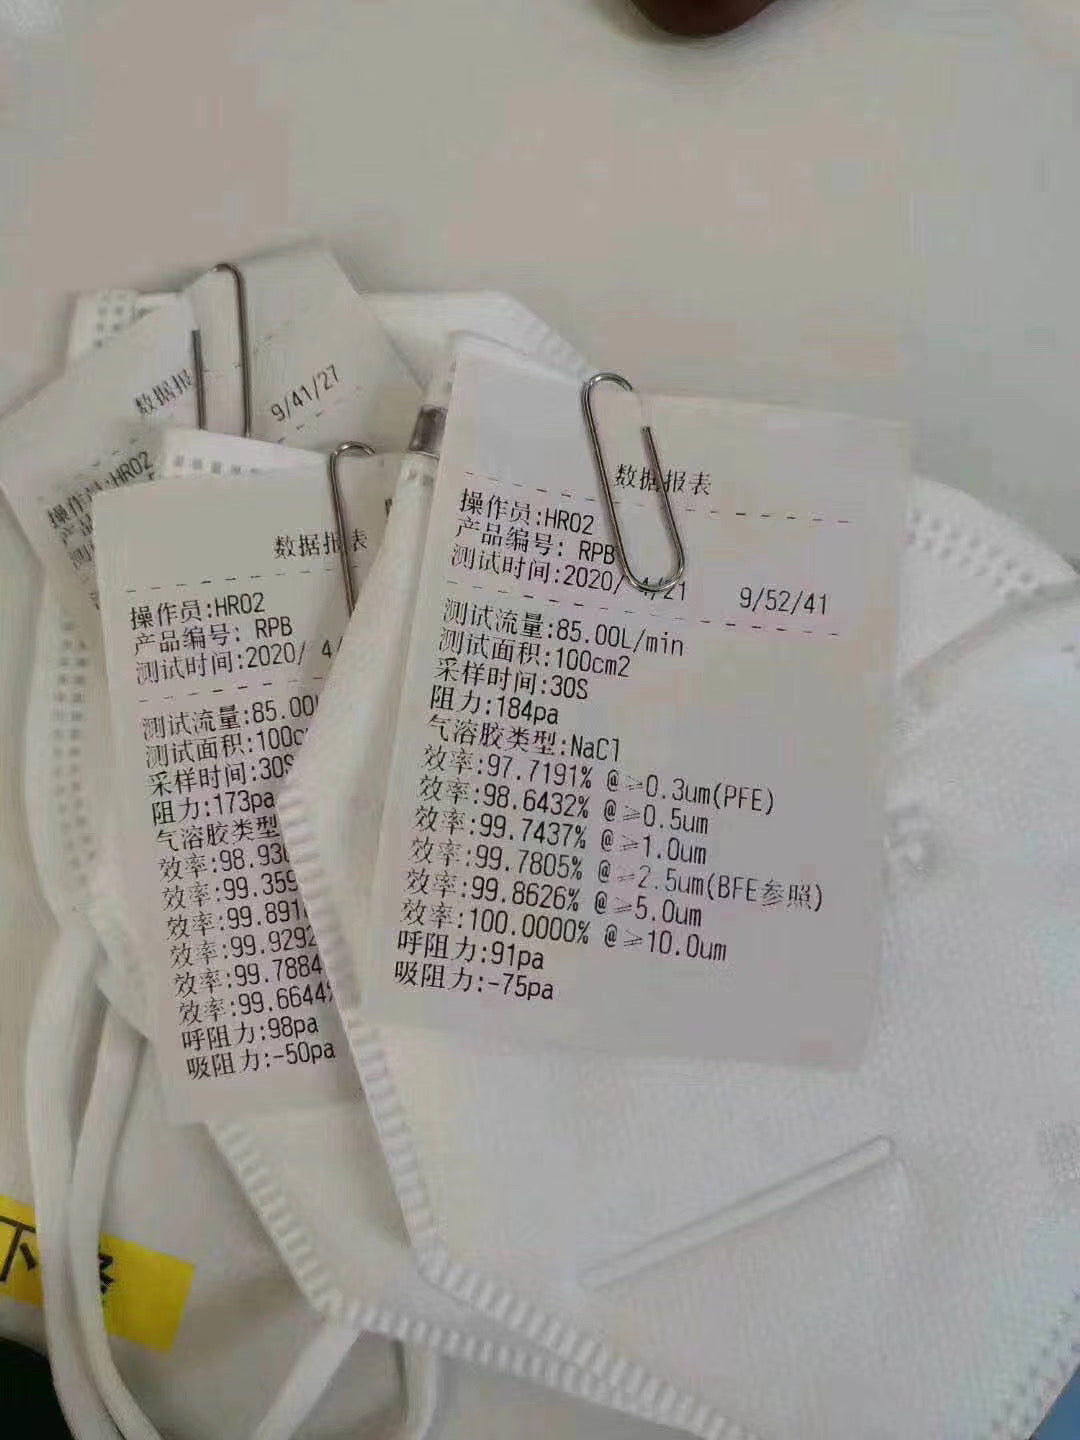 数据报
9/41/27
操作员:HR02
数据报表
操作员:HR02
产品编号: RPB
测试时间:2020/ 4/
测试流量:85.00
测试面积:100c
采样时间:30S
阻力:173pa
气溶胶类型
效率:98.93
效率:99.359
效率:99.891
效率:99.9292
效率:99.7884
效率:99.6644%
呼阻力:98pa
吸阻力:-50pa
数据报表
操作员:HR02
产品编号: RPB
测试时间:2020/ 4/21 9/52/41
测试流量:85.00L/min
测试面积:100cm2
采样时间:30S
阻力:184pa
气溶胶类型:NaCl
效率:97.7191% @≥0.3um(PFE)
效率:98.6432% @≥0.5um
效率:99.7437% @≥1.0um
效率:99.7805% @≥2.5um(BFE参照)
效率:99.8626% @≥5.0um
效率:100.0000% @≥10.0um
呼阻力:91pa
吸阻力:-75pa
下